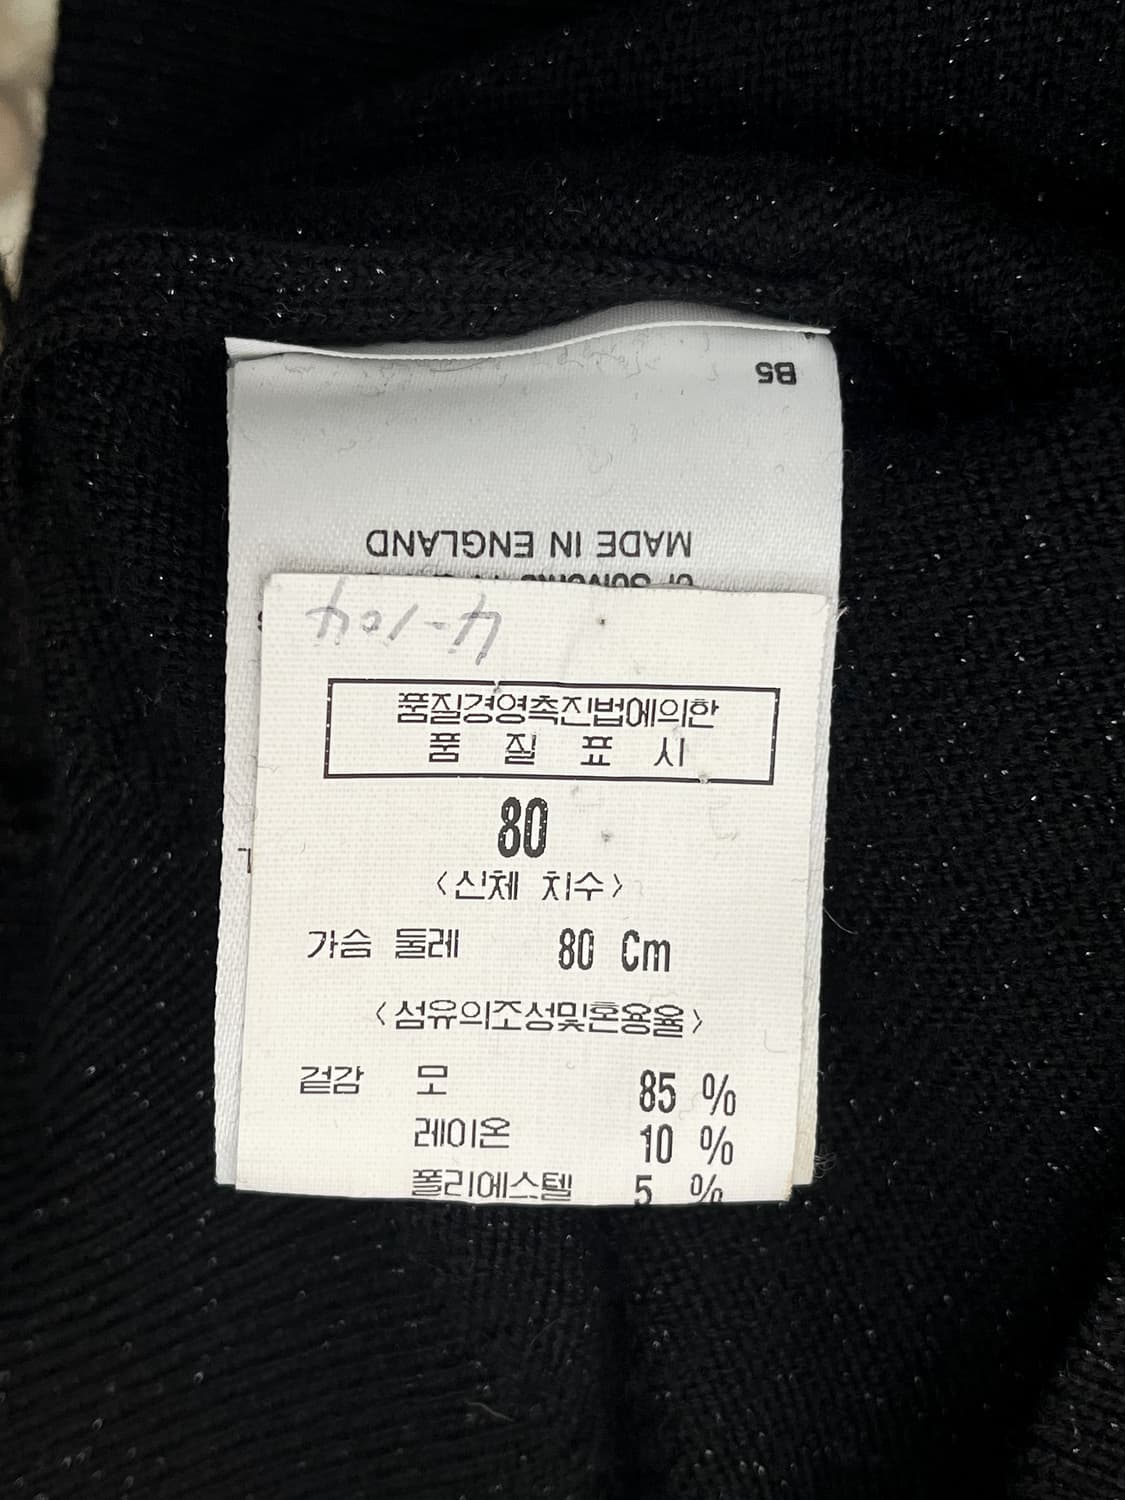 B5
MADE IN ENGLAND
4-104
품질경영촉진법에의한
품 질 표 시
80
<신체 치수>
가슴 둘레 80 Cm
<섬유의조성및혼용율>
겉감 모 85 %
레이온 10 %
폴리에스텔 5 %